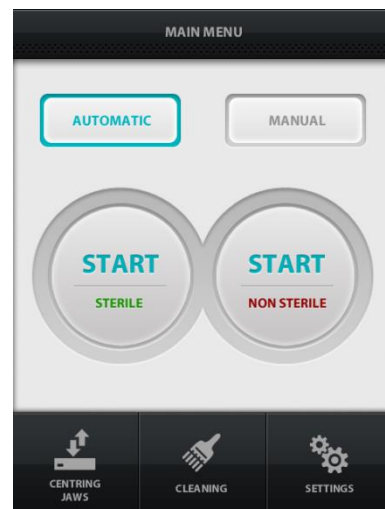 MAIN MENU
AUTOMATIC
MANUAL
START
STERILE
START
NON STERILE
CENTRING
JAWS
CLEANING
SETTINGS